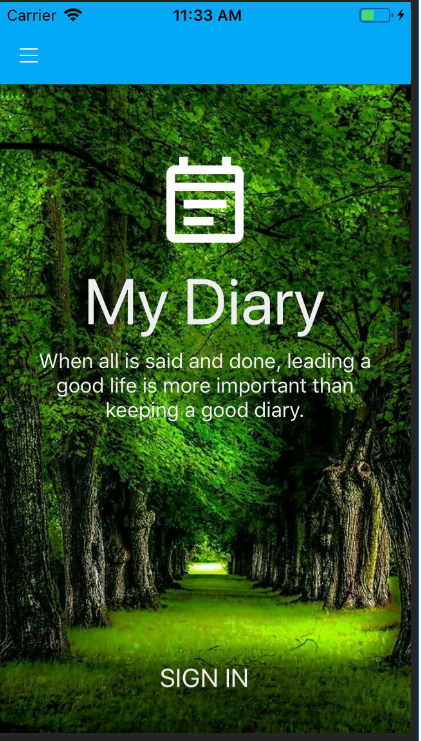 Carrier 11:33 AM
My Diary
When all is said and done, leading a
good life is more important than
keeping a good diary.
SIGN IN